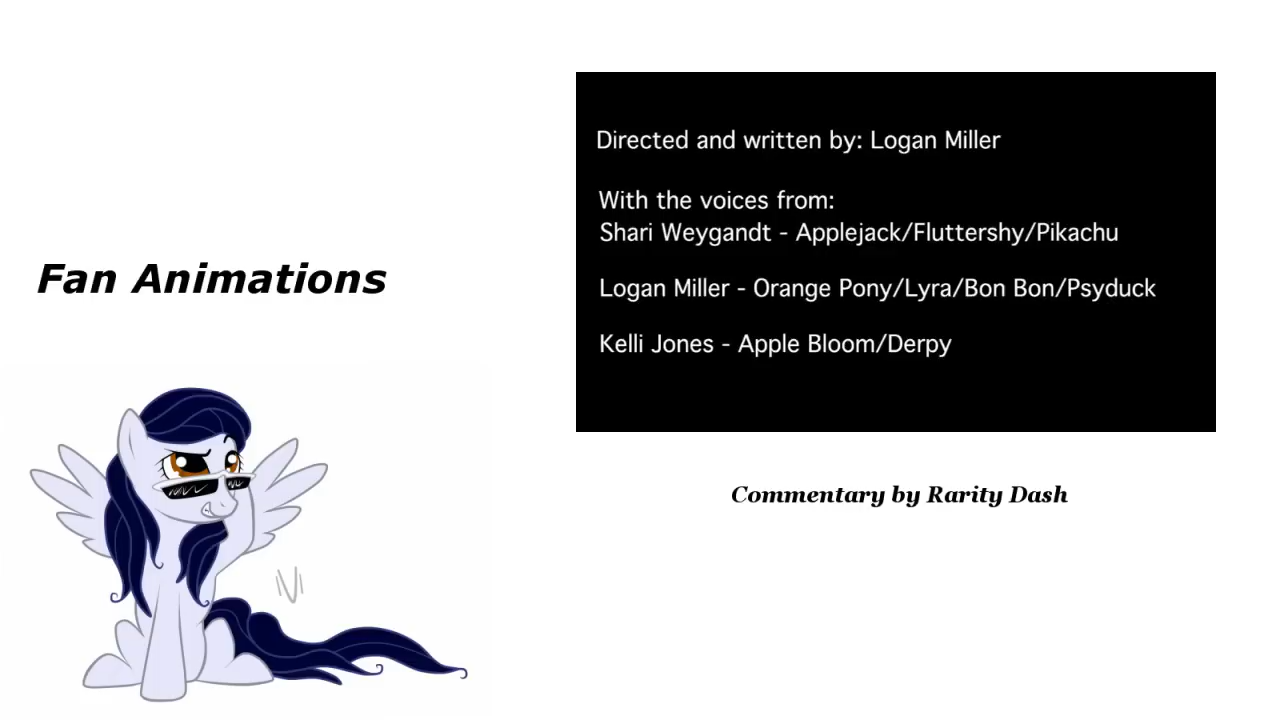 Directed and written by: Logan Miller
With the voices from:
Shari Weygandt - Applejack/Fluttershy/Pikachu
Logan Miller - Orange Pony/Lyra/Bon Bon/Psyduck
Kelli Jones - Apple Bloom/Derpy
Fan Animations
Commentary by Rarity Dash